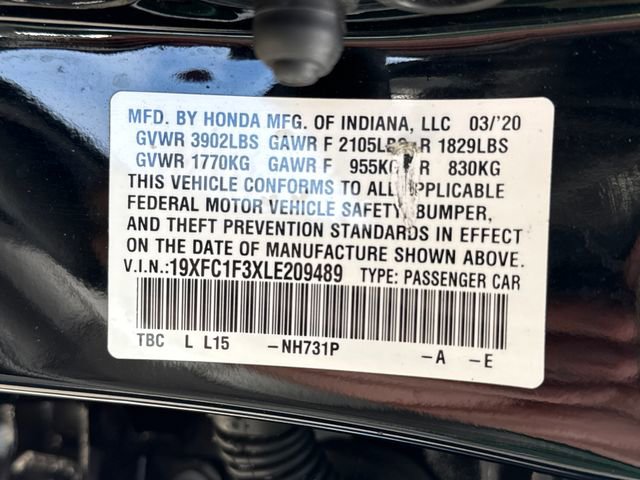 MFD. BY HONDA MFG. OF INDIANA, LLC 03/'20
GVWR 3902LBS GAWR F 2105LBS R 1829LBS
GVWR 1770KG GAWR F 955KG R 830KG
THIS VEHICLE CONFORMS TO ALL APPLICABLE
FEDERAL MOTOR VEHICLE SAFETY, BUMPER,
AND THEFT PREVENTION STANDARDS IN EFFECT
ON THE DATE OF MANUFACTURE SHOWN ABOVE.
V.I.N.:19XFC1F3XLE209489 TYPE: PASSENGER CAR
TBC L L15 -NH731P -A -E